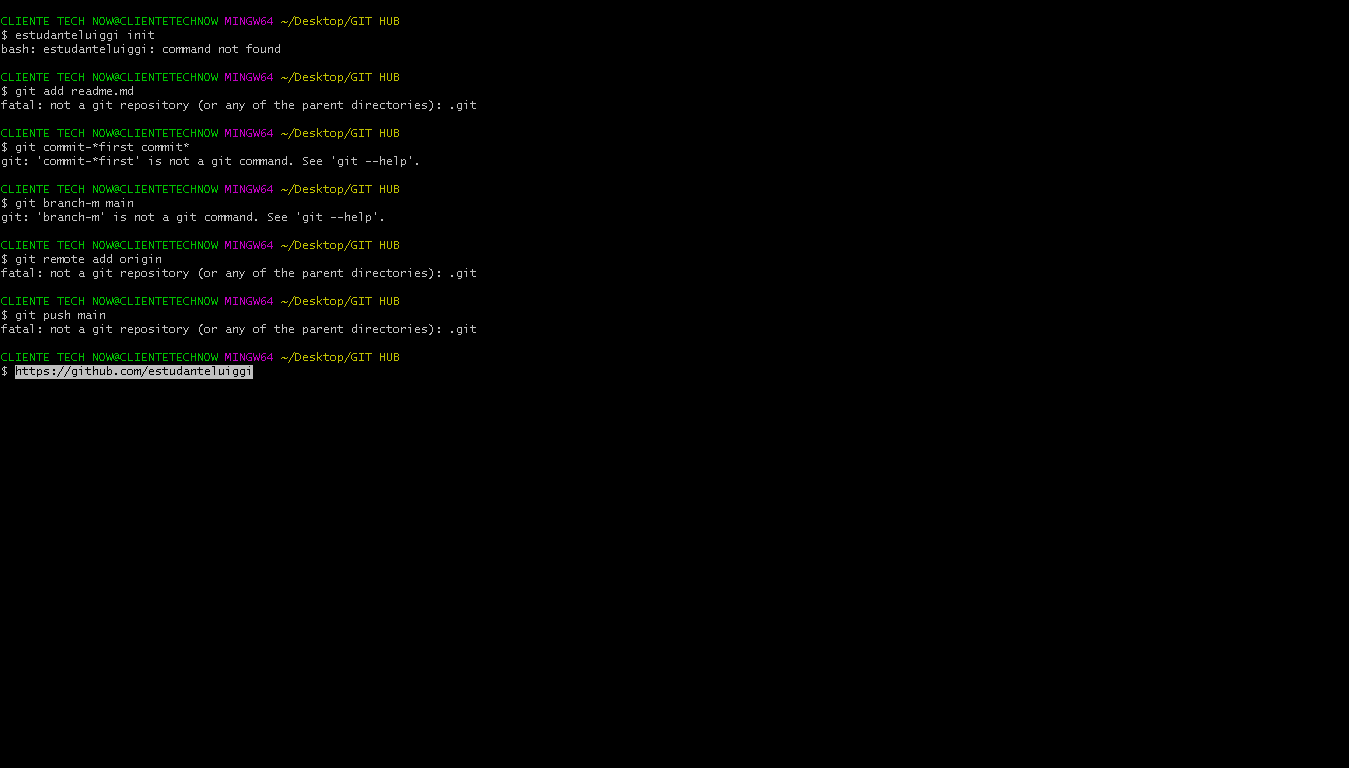 CLIENTE TECH NOW@CLIENTETECHNOW MINGW64 ~/Desktop/GIT HUB
$ estudanteluiggi init
bash: estudanteluiggi: command not found
CLIENTE TECH NOW@CLIENTETECHNOW MINGW64 ~/Desktop/GIT HUB
$ git add readme.md
fatal: not a git repository (or any of the parent directories): .git
CLIENTE TECH NOW@CLIENTETECHNOW MINGW64 ~/Desktop/GIT HUB
$ git commit-*first commit*
git: 'commit-*first' is not a git command. See 'git --help'.
CLIENTE TECH NOW@CLIENTETECHNOW MINGW64 ~/Desktop/GIT HUB
$ git branch-m main
git: 'branch-m' is not a git command. See 'git --help'.
CLIENTE TECH NOW@CLIENTETECHNOW MINGW64 ~/Desktop/GIT HUB
$ git remote add origin
fatal: not a git repository (or any of the parent directories): .git
CLIENTE TECH NOW@CLIENTETECHNOW MINGW64 ~/Desktop/GIT HUB
$ git push main
fatal: not a git repository (or any of the parent directories): .git
CLIENTE TECH NOW@CLIENTETECHNOW MINGW64 ~/Desktop/GIT HUB
$ https://github.com/estudanteluiggi